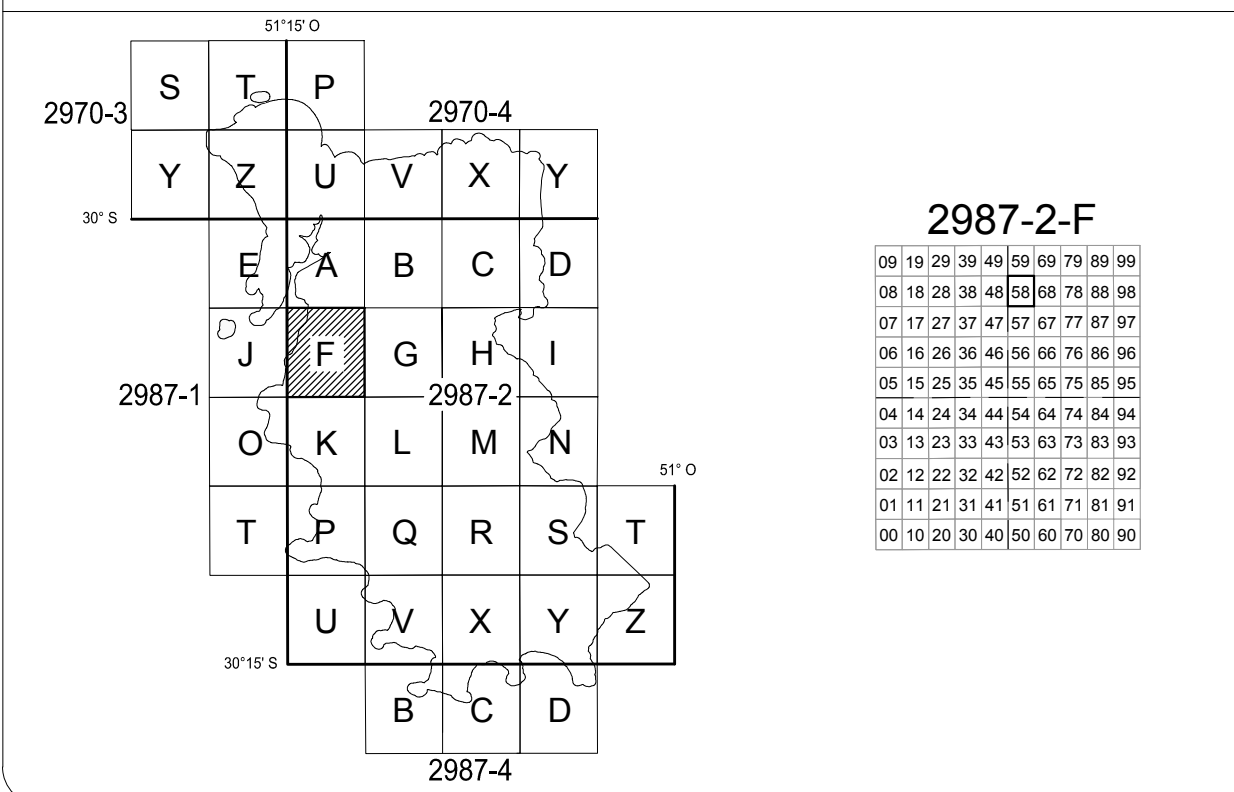 51°15' O
S T P
2970-3 2970-4
Y Z U V X Y
30° S
E A B C D
J F G H I
2987-1 2987-2
O K L M N
51° O
T P Q R S T
U V X Y Z
30°15' S
B C D
2987-4
2987-2-F
09 19 29 39 49 59 69 79 89 99
08 18 28 38 48 58 68 78 88 98
07 17 27 37 47 57 67 77 87 97
06 16 26 36 46 56 66 76 86 96
05 15 25 35 45 55 65 75 85 95
04 14 24 34 44 54 64 74 84 94
03 13 23 33 43 53 63 73 83 93
02 12 22 32 42 52 62 72 82 92
01 11 21 31 41 51 61 71 81 91
00 10 20 30 40 50 60 70 80 90